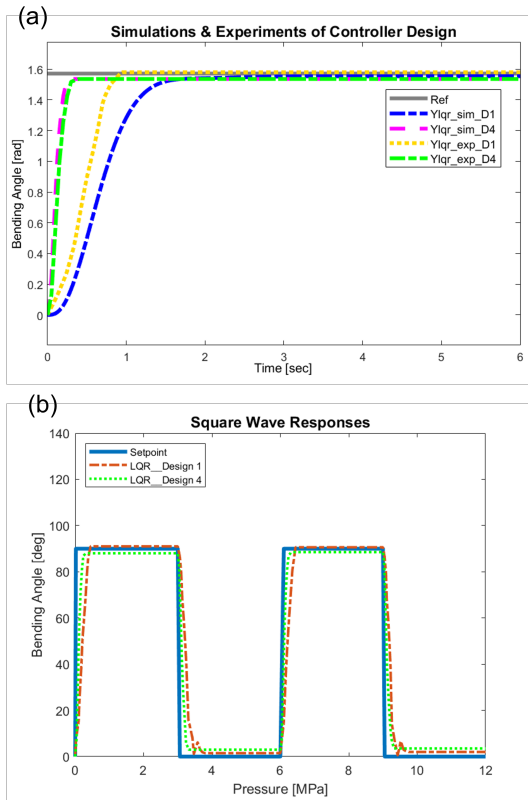 (a)
Simulations & Experiments of Controller Design
Bending Angle [rad]
1.6
1.4
1.2
1
0.8
0.6
0.4
0.2
0
Ref
Ylqr_sim_D1
Ylqr_sim_D4
Ylqr_exp_D1
Ylqr_exp_D4
0 1 2 3 4 5 6
Time [sec]
(b)
Square Wave Responses
Bending Angle [deg]
140
120
100
80
60
40
20
0
Setpoint
LQR__Design 1
LQR__Design 4
0 2 4 6 8 10 12
Pressure [MPa]